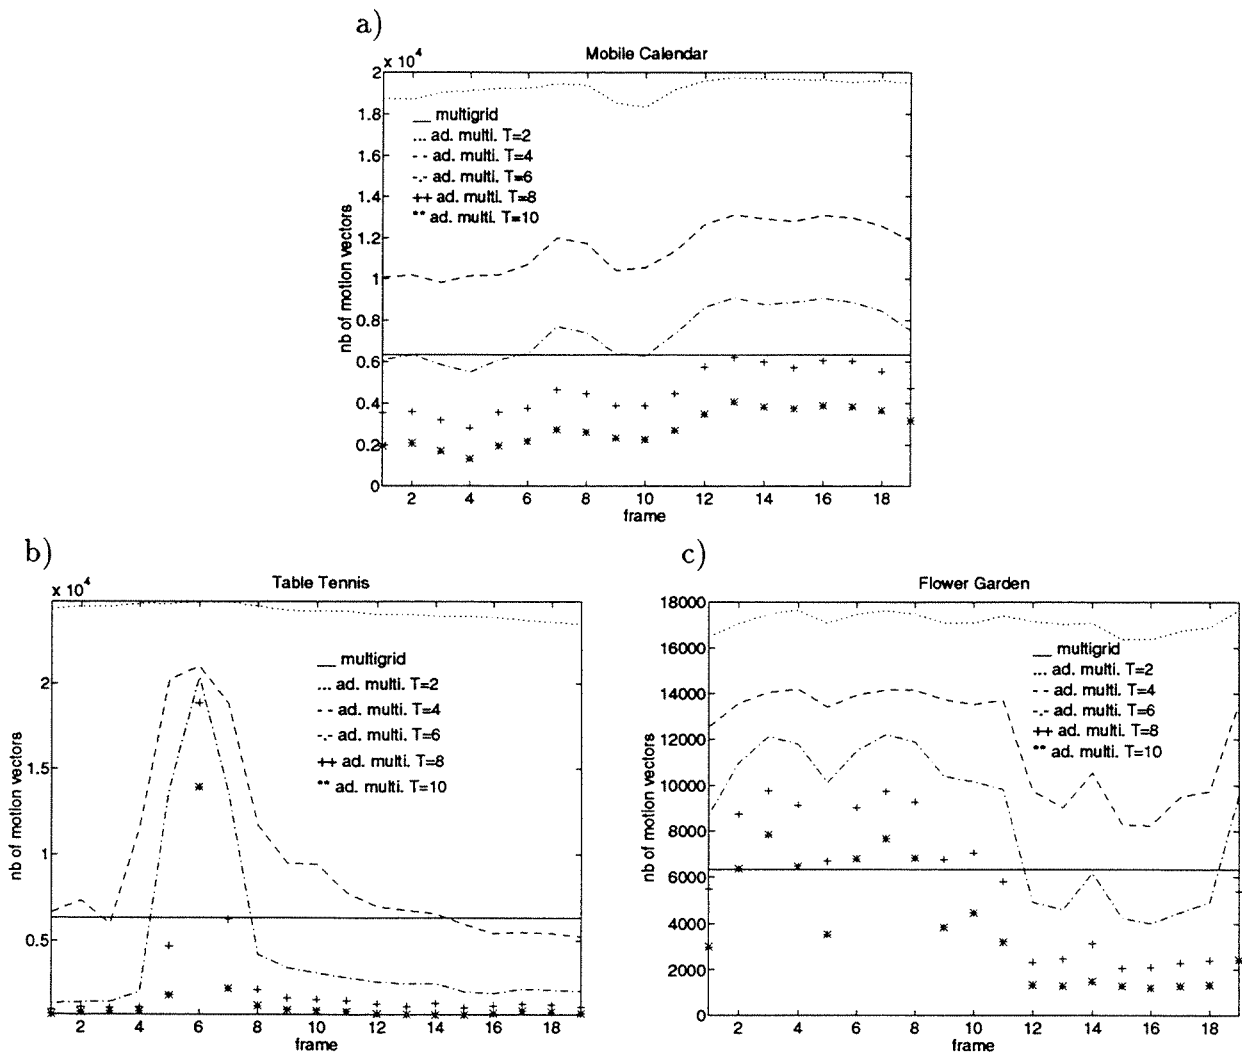 a)
Mobile Calendar
x 10^4
2
1.8
1.6
1.4
1.2
1
0.8
0.6
0.4
0.2
0
nb of motion vectors
__ multigrid
... ad. multi. T=2
- - ad. multi. T=4
-.- ad. multi. T=6
++ ad. multi. T=8
** ad. multi. T=10
2 4 6 8 10 12 14 16 18
frame
b)
Table Tennis
x 10^4
2
1.5
1
0.5
nb of motion vectors
__ multigrid
... ad. multi. T=2
- - ad. multi. T=4
-.- ad. multi. T=6
++ ad. multi. T=8
** ad. multi. T=10
2 4 6 8 10 12 14 16 18
frame
c)
Flower Garden
18000
16000
14000
12000
10000
8000
6000
4000
2000
0
nb of motion vectors
__ multigrid
... ad. multi. T=2
- - ad. multi. T=4
-.- ad. multi. T=6
++ ad. multi. T=8
** ad. multi. T=10
2 4 6 8 10 12 14 16 18
frame